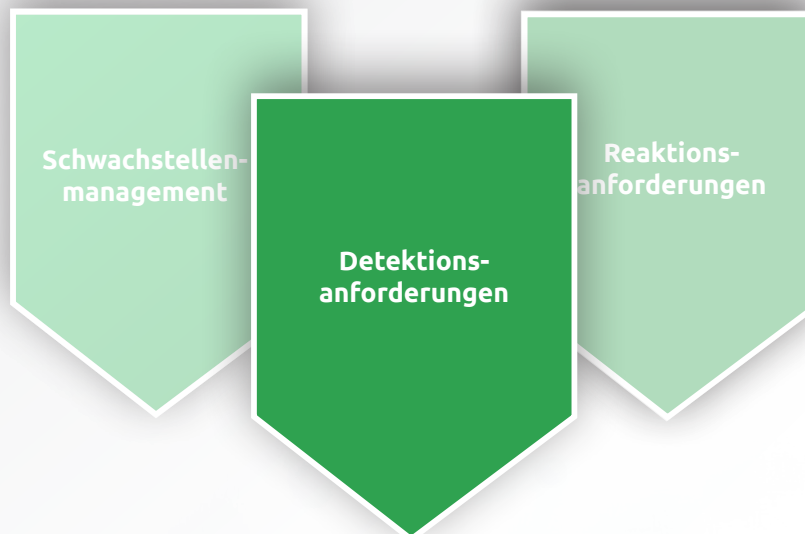 Schwachstellen-
management
Detektions-
anforderungen
Reaktions-
anforderungen